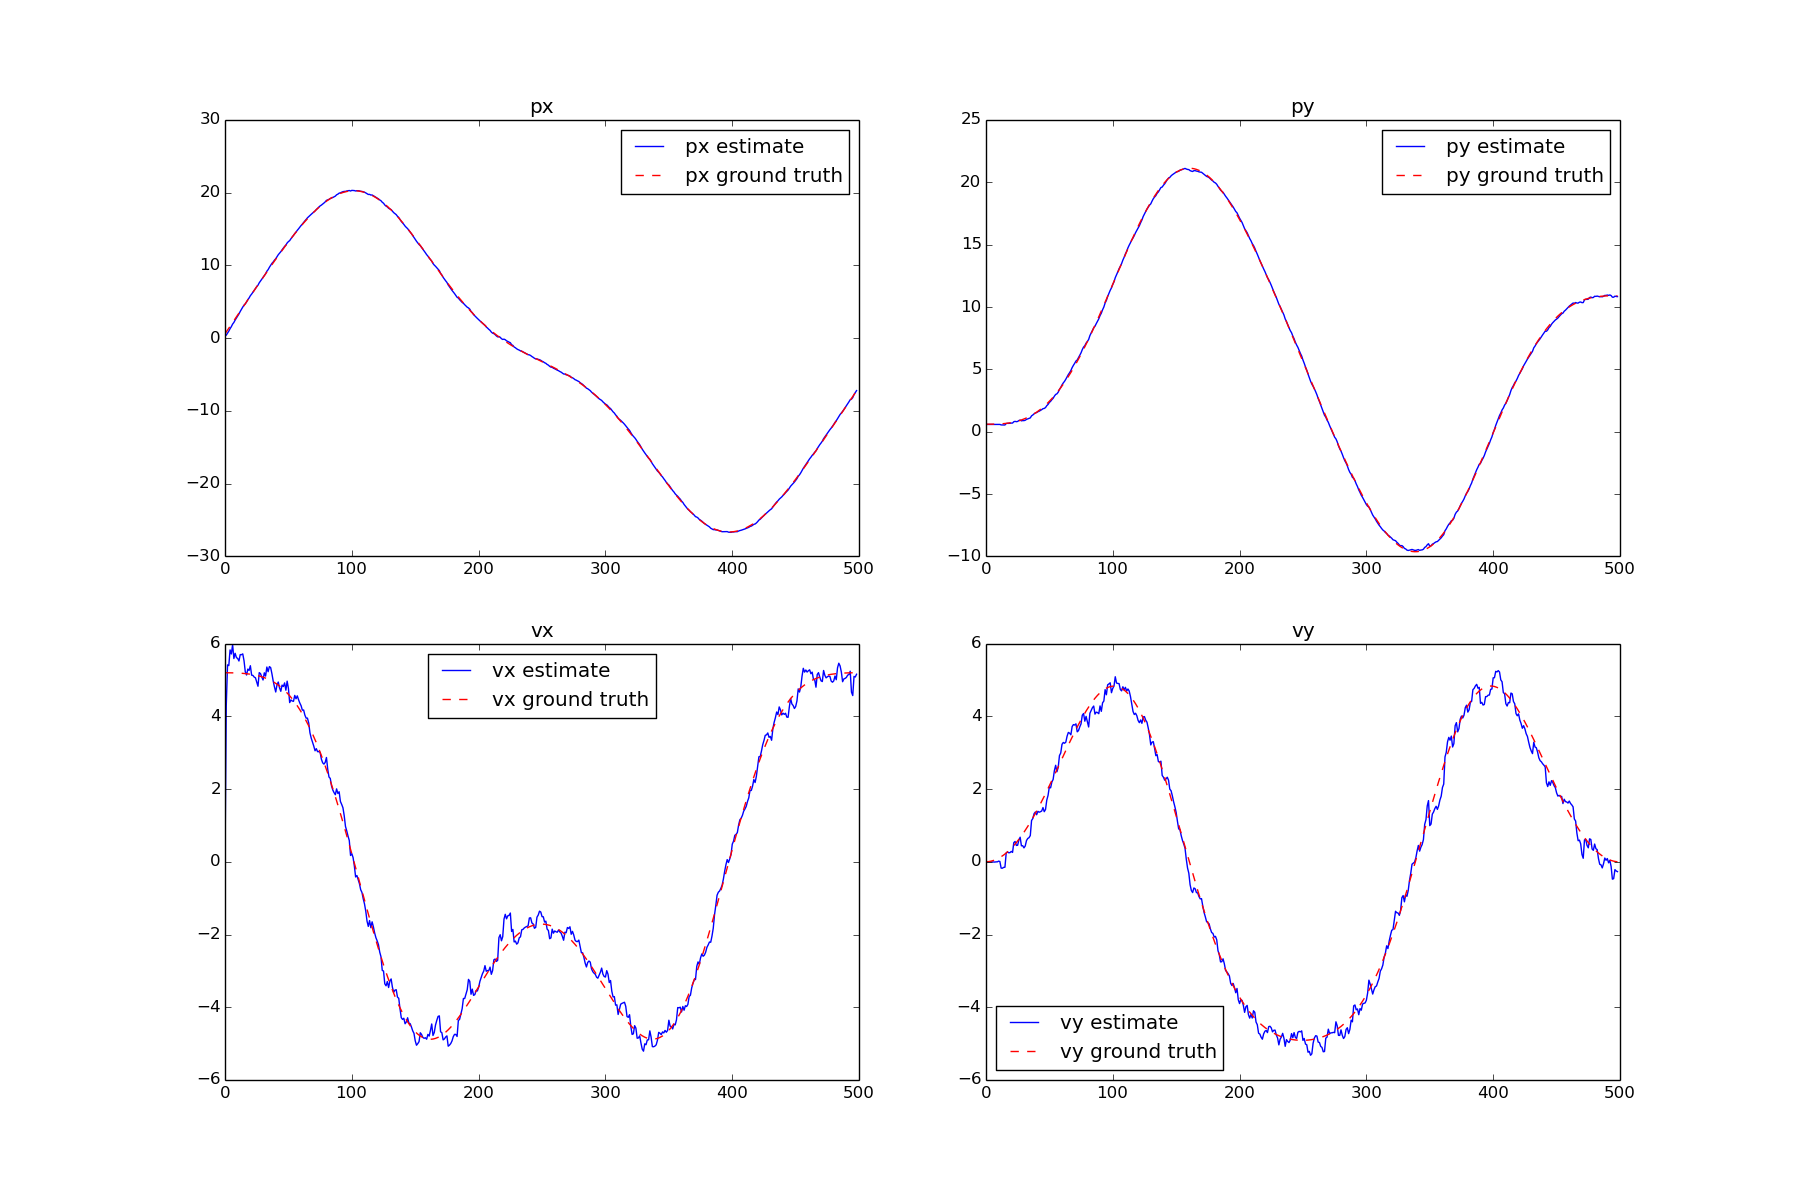 px
30
20
10
0
−10
−20
−30
0 100 200 300 400 500
px estimate
px ground truth
py
25
20
15
10
5
0
−5
−10
0 100 200 300 400 500
py estimate
py ground truth
vx
6
4
2
0
−2
−4
−6
0 100 200 300 400 500
vx estimate
vx ground truth
vy
6
4
2
0
−2
−4
−6
0 100 200 300 400 500
vy estimate
vy ground truth